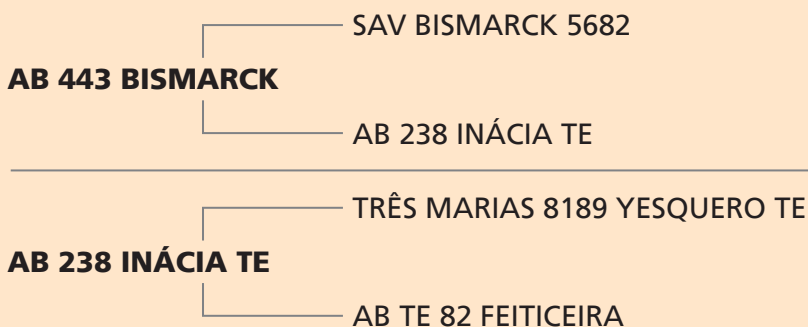 SAV BISMARCK 5682
AB 443 BISMARCK
AB 238 INÁCIA TE
TRÊS MARIAS 8189 YESQUERO TE
AB 238 INÁCIA TE
AB TE 82 FEITICEIRA